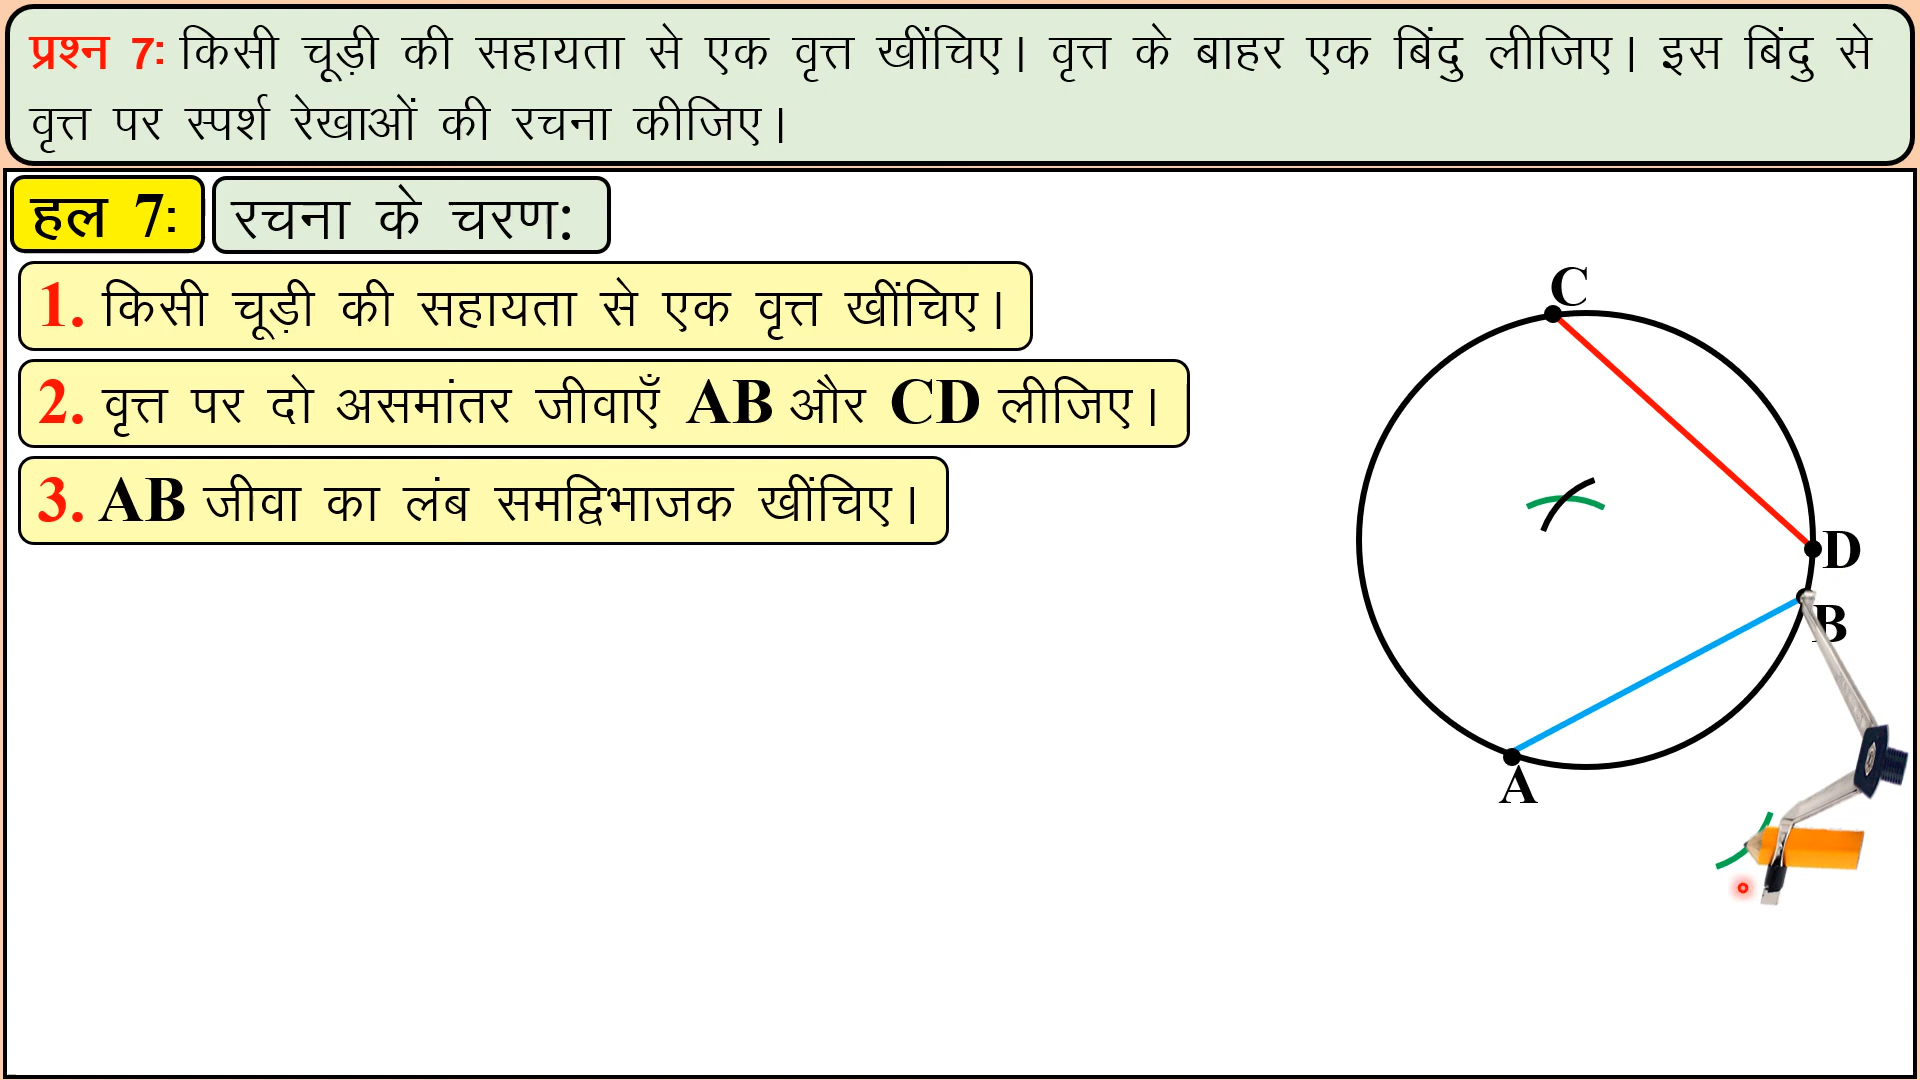 प्रश्न 7: किसी चूड़ी की सहायता से एक वृत्त खींचिए। वृत्त के बाहर एक बिंदु लीजिए। इस बिंदु से
वृत्त पर स्पर्श रेखाओं की रचना कीजिए।
हल 7:
रचना के चरण:
1. किसी चूड़ी की सहायता से एक वृत्त खींचिए।
2. वृत्त पर दो असमांतर जीवाएँ AB और CD लीजिए।
3. AB जीवा का लंब समद्विभाजक खींचिए।
C
D
B
A